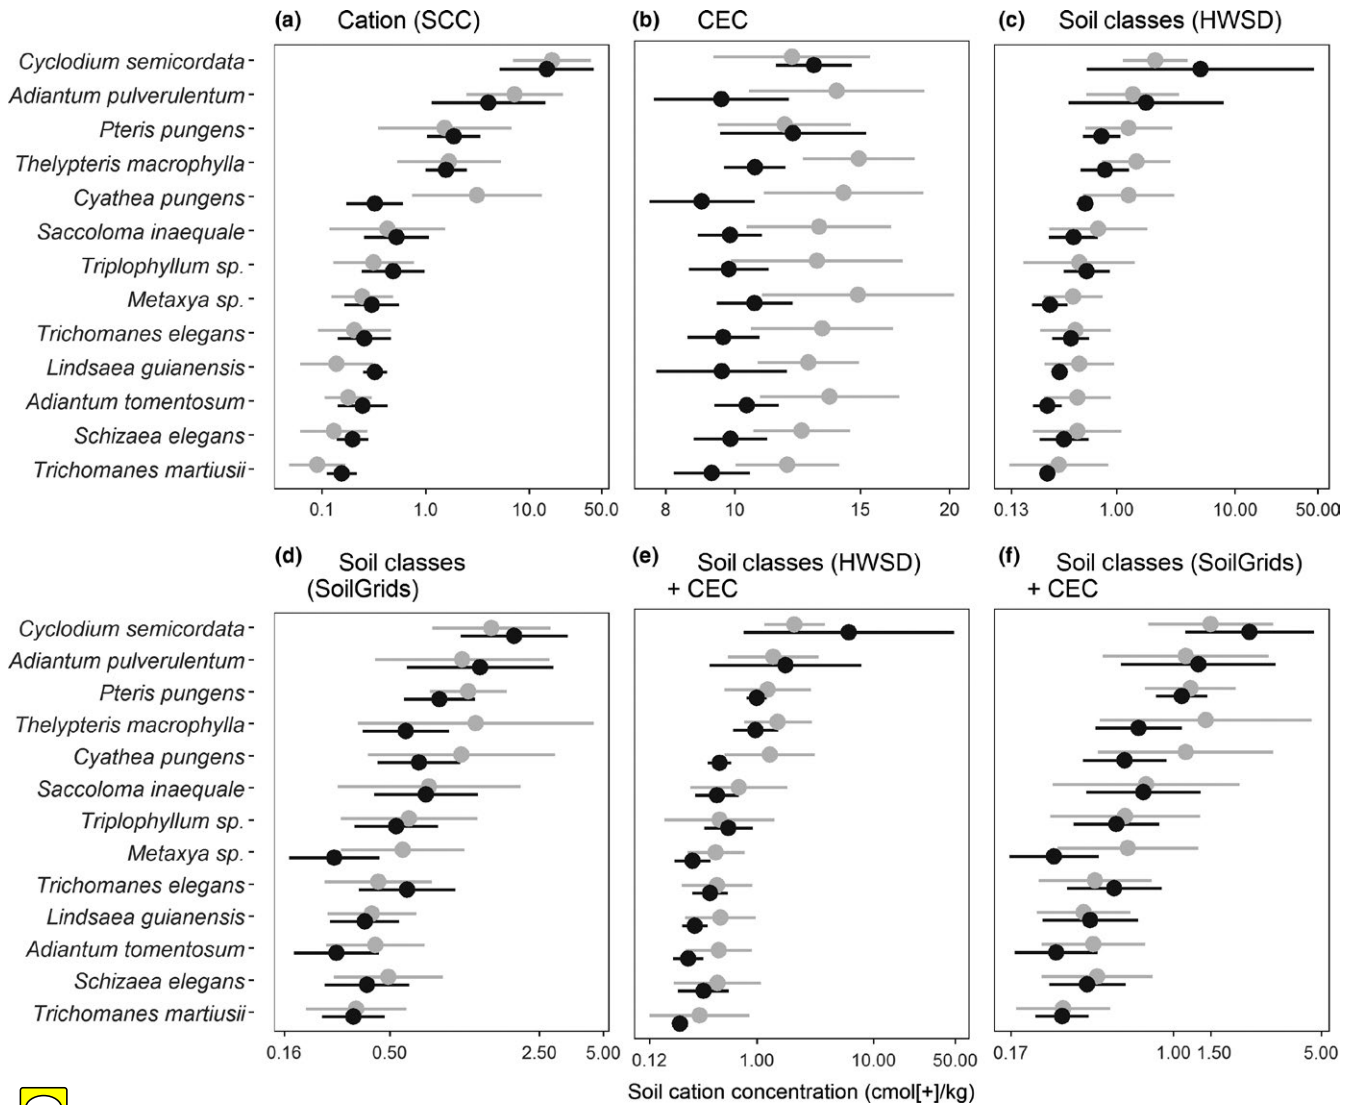 (a) Cation (SCC)
(b) CEC
(c) Soil classes (HWSD)
Cyclodium semicordata
Adiantum pulverulentum
Pteris pungens
Thelypteris macrophylla
Cyathea pungens
Saccoloma inaequale
Triplophyllum sp.
Metaxya sp.
Trichomanes elegans
Lindsaea guianensis
Adiantum tomentosum
Schizaea elegans
Trichomanes martiusii
0.1 1.0 10.0 50.0
8 10 15 20
0.13 1.00 10.00 50.00
(d) Soil classes
(SoilGrids)
(e) Soil classes (HWSD)
+ CEC
(f) Soil classes (SoilGrids)
+ CEC
Cyclodium semicordata
Adiantum pulverulentum
Pteris pungens
Thelypteris macrophylla
Cyathea pungens
Saccoloma inaequale
Triplophyllum sp.
Metaxya sp.
Trichomanes elegans
Lindsaea guianensis
Adiantum tomentosum
Schizaea elegans
Trichomanes martiusii
0.16 0.50 2.50 5.00
0.12 1.00 10.00 50.00
0.17 1.00 1.50 5.00
Soil cation concentration (cmol[+]/kg)